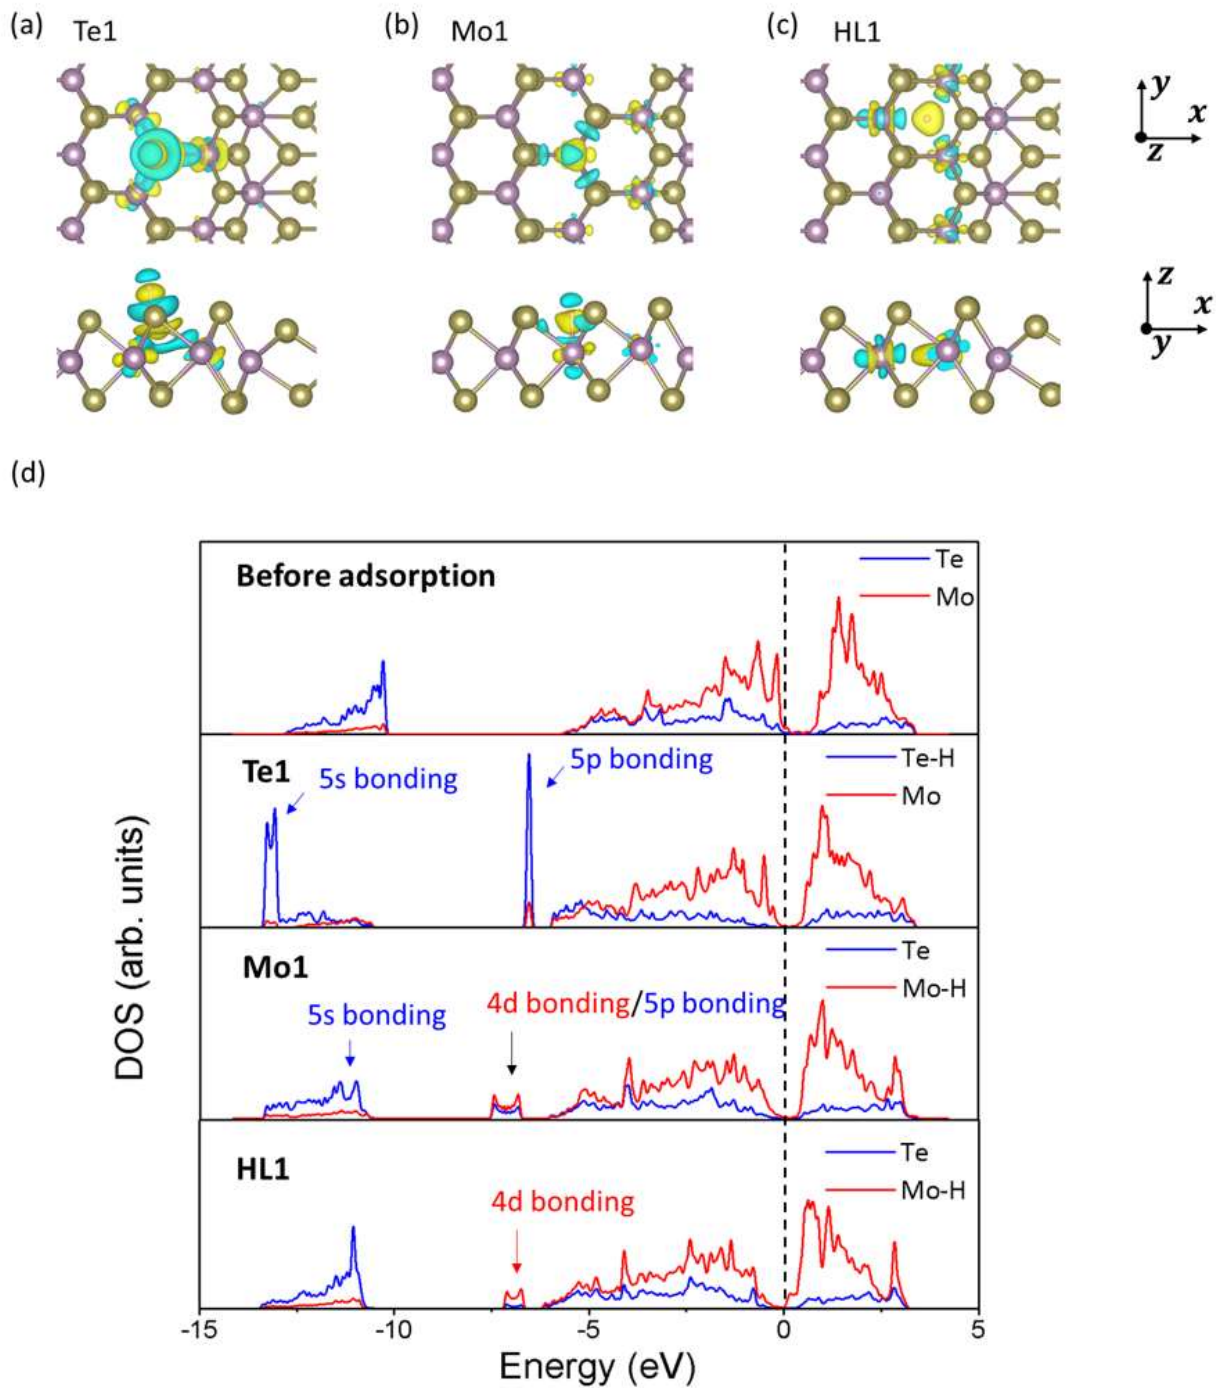 (a) Te1
(b) Mo1
(c) HL1
y
x
z
z
x
y
(d)
Before adsorption
Te
Mo
Te1
5s bonding
5p bonding
Te-H
Mo
Mo1
5s bonding
4d bonding/5p bonding
Te
Mo-H
HL1
4d bonding
Te
Mo-H
DOS (arb. units)
-15 -10 -5 0 5
Energy (eV)